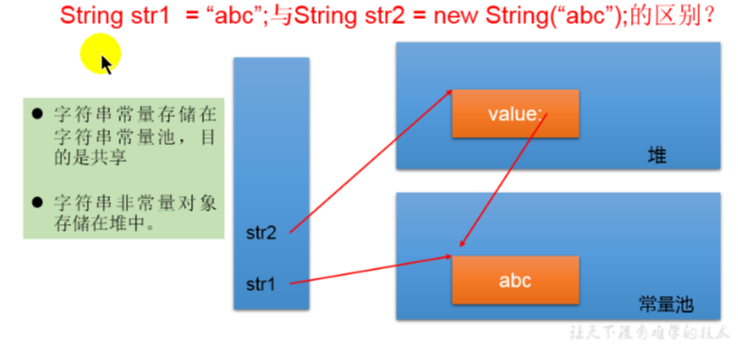 String str1 = “abc”;与String str2 = new String(“abc”);的区别？
● 字符串常量存储在
字符串常量池，目
的是共享
● 字符串非常量对象
存储在堆中。
str2
str1
value:
堆
abc
常量池
让天下没有难学的技术